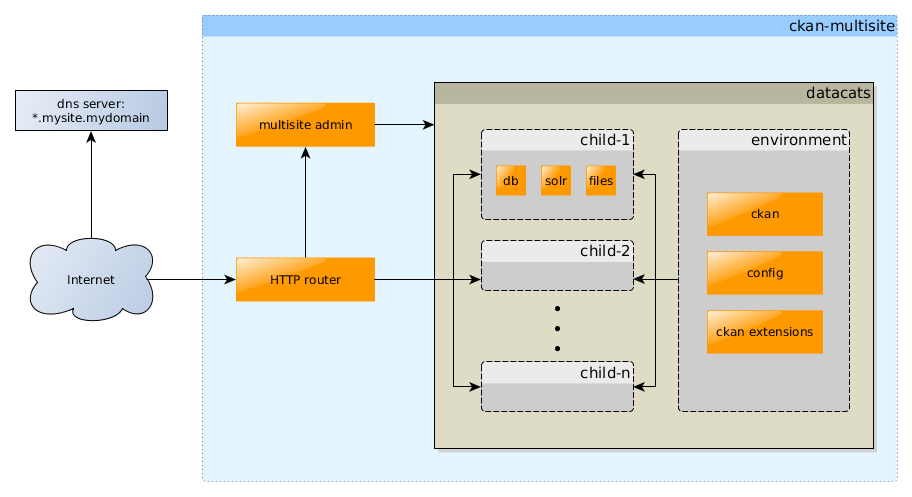 ckan-multisite
dns server:
*.mysite.mydomain
datacats
multisite admin
child-1
environment
db
solr
files
ckan
child-2
Internet
HTTP router
config
ckan extensions
child-n